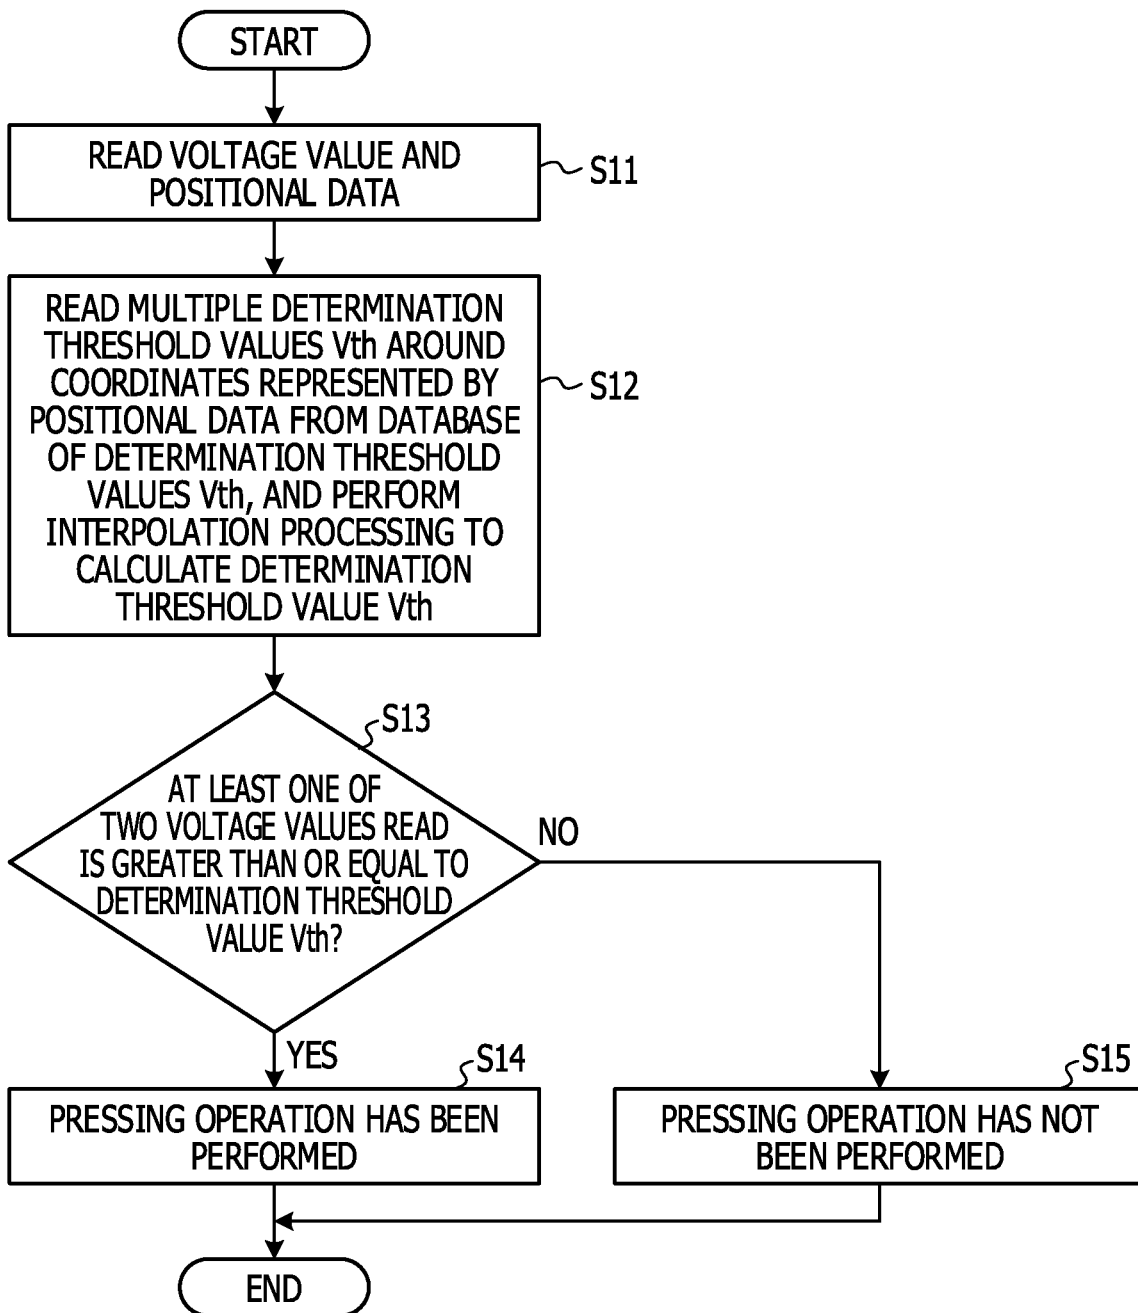 START
READ VOLTAGE VALUE AND
POSITIONAL DATA
S11
READ MULTIPLE DETERMINATION
THRESHOLD VALUES Vth AROUND
COORDINATES REPRESENTED BY
POSITIONAL DATA FROM DATABASE
OF DETERMINATION THRESHOLD
VALUES Vth, AND PERFORM
INTERPOLATION PROCESSING TO
CALCULATE DETERMINATION
THRESHOLD VALUE Vth
S12
S13
AT LEAST ONE OF
TWO VOLTAGE VALUES READ
IS GREATER THAN OR EQUAL TO
DETERMINATION THRESHOLD
VALUE Vth?
NO
YES
S14
PRESSING OPERATION HAS BEEN
PERFORMED
S15
PRESSING OPERATION HAS NOT
BEEN PERFORMED
END